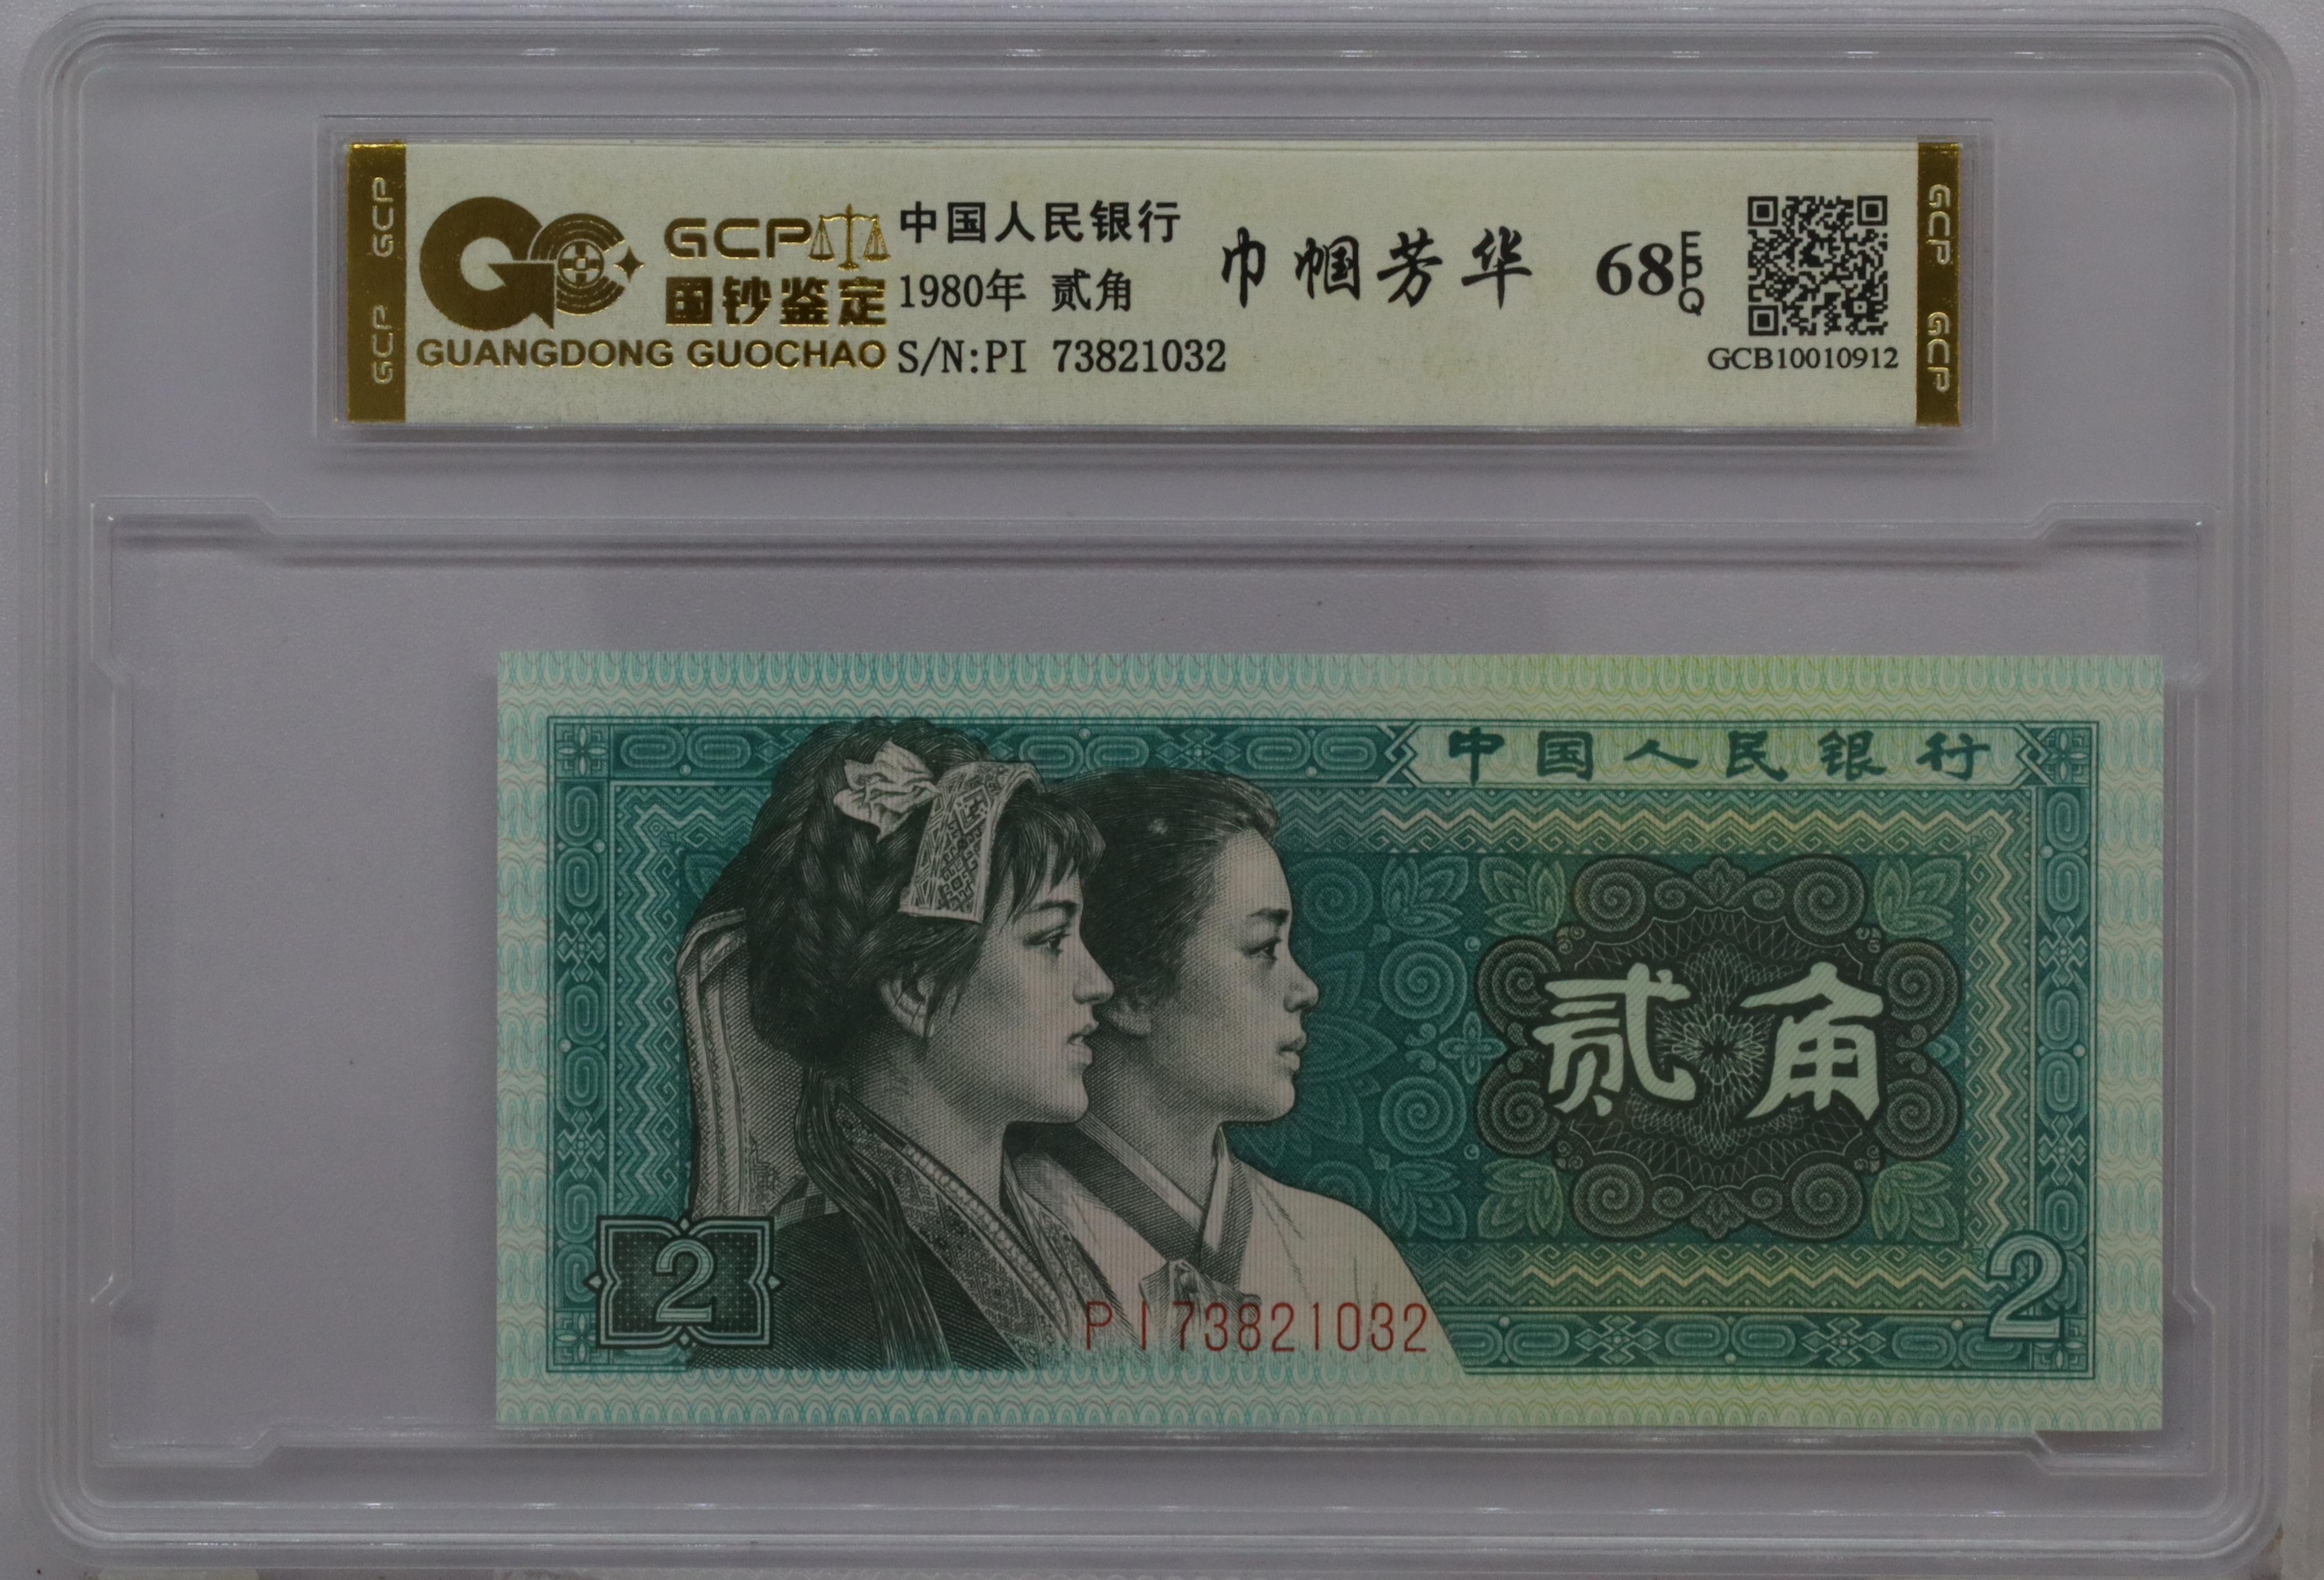 GCP GCP
GCP
国钞鉴定
GUANGDONG GUOCHAO
中国人民银行
1980年 贰角
S/N:PI 73821032
巾帼芳华
68 EPQ
GCB10010912
GCP GCP
中国人民银行
贰角
2
PI73821032
2